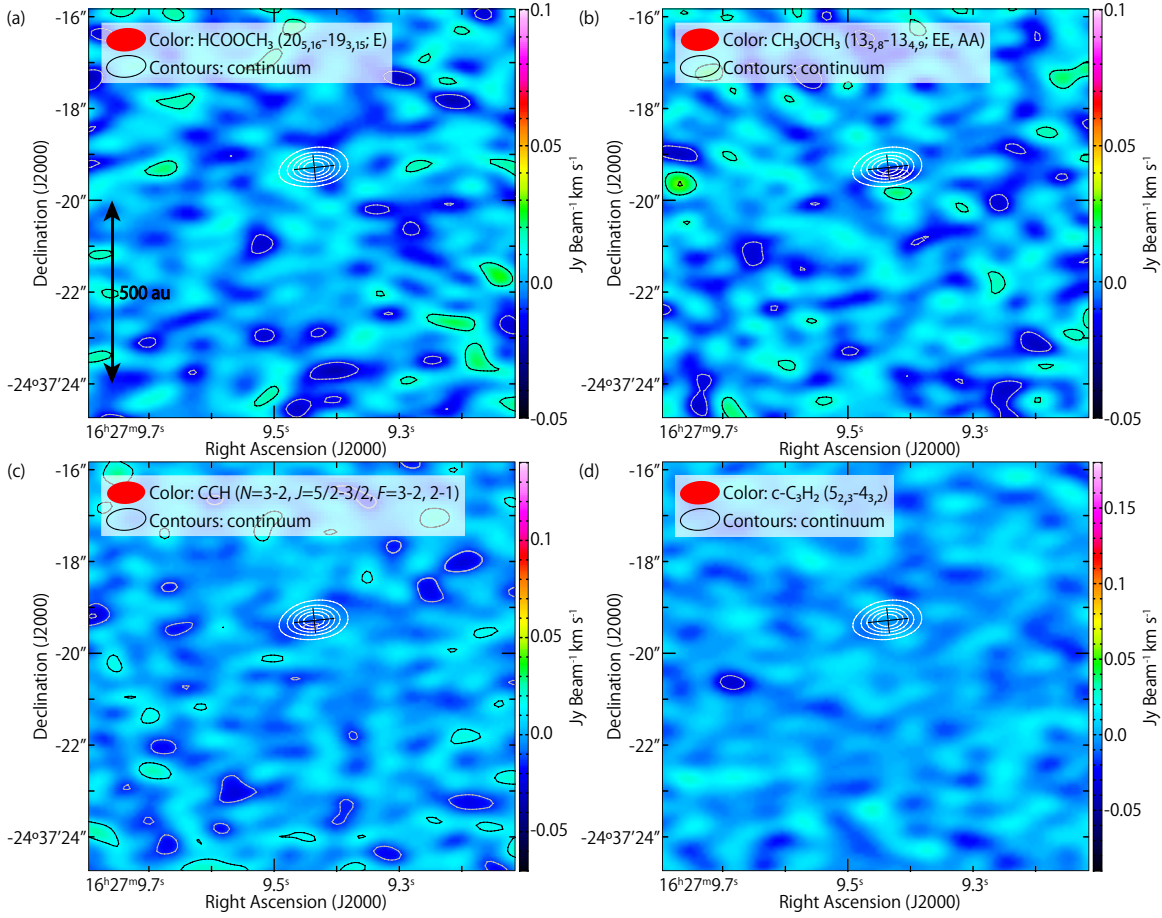 (a)
Color: HCOOCH₃ (20₅,₁₆-19₃,₁₅; E)
Contours: continuum
-16″
-18″
-20″
-22″
-24º37′24″
Declination (J2000)
500 au
16ʰ27ᵐ9.7ˢ
9.5ˢ
9.3ˢ
Right Ascension (J2000)
0.1
0.05
0.0
-0.05
Jy Beam⁻¹ km s⁻¹
(b)
Color: CH₃OCH₃ (13₅,₈-13₄,₉; EE, AA)
Contours: continuum
-16″
-18″
-20″
-22″
-24º37′24″
Declination (J2000)
16ʰ27ᵐ9.7ˢ
9.5ˢ
9.3ˢ
Right Ascension (J2000)
0.1
0.05
0.0
-0.05
Jy Beam⁻¹ km s⁻¹
(c)
Color: CCH (N=3-2, J=5/2-3/2, F=3-2, 2-1)
Contours: continuum
-16″
-18″
-20″
-22″
-24º37′24″
Declination (J2000)
16ʰ27ᵐ9.7ˢ
9.5ˢ
9.3ˢ
Right Ascension (J2000)
0.1
0.05
0.0
-0.05
Jy Beam⁻¹ km s⁻¹
(d)
Color: c-C₃H₂ (5₂,₃-4₃,₂)
Contours: continuum
-16″
-18″
-20″
-22″
-24º37′24″
Declination (J2000)
16ʰ27ᵐ9.7ˢ
9.5ˢ
9.3ˢ
Right Ascension (J2000)
0.15
0.1
0.05
0.0
-0.05
Jy Beam⁻¹ km s⁻¹